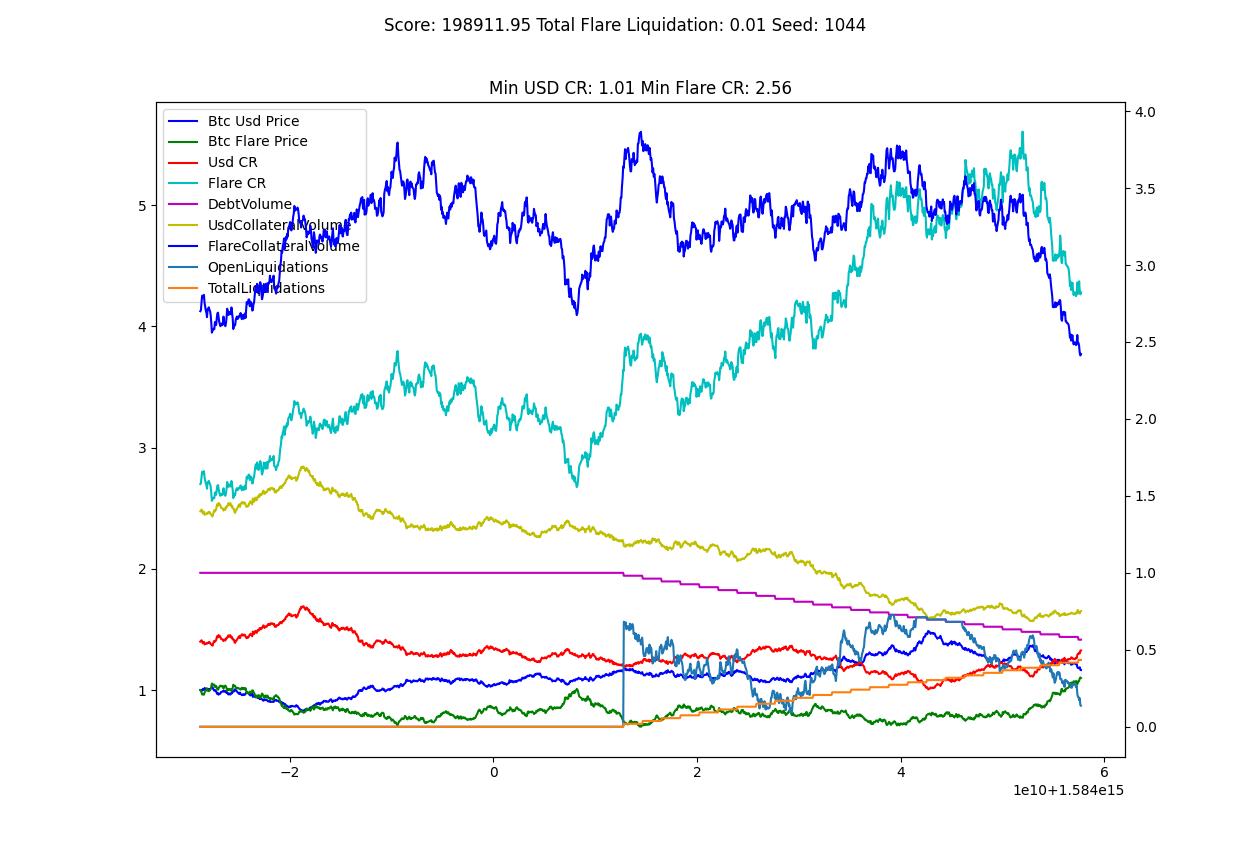 Score: 198911.95 Total Flare Liquidation: 0.01 Seed: 1044
Min USD CR: 1.01 Min Flare CR: 2.56
Btc Usd Price
Btc Flare Price
Usd CR
Flare CR
DebtVolume
UsdCollateralVolume
FlareCollateralVolume
OpenLiquidations
TotalLiquidations
5
4
3
2
1
4.0
3.5
3.0
2.5
2.0
1.5
1.0
0.5
0.0
−2 0 2 4 6
1e10+1.584e15